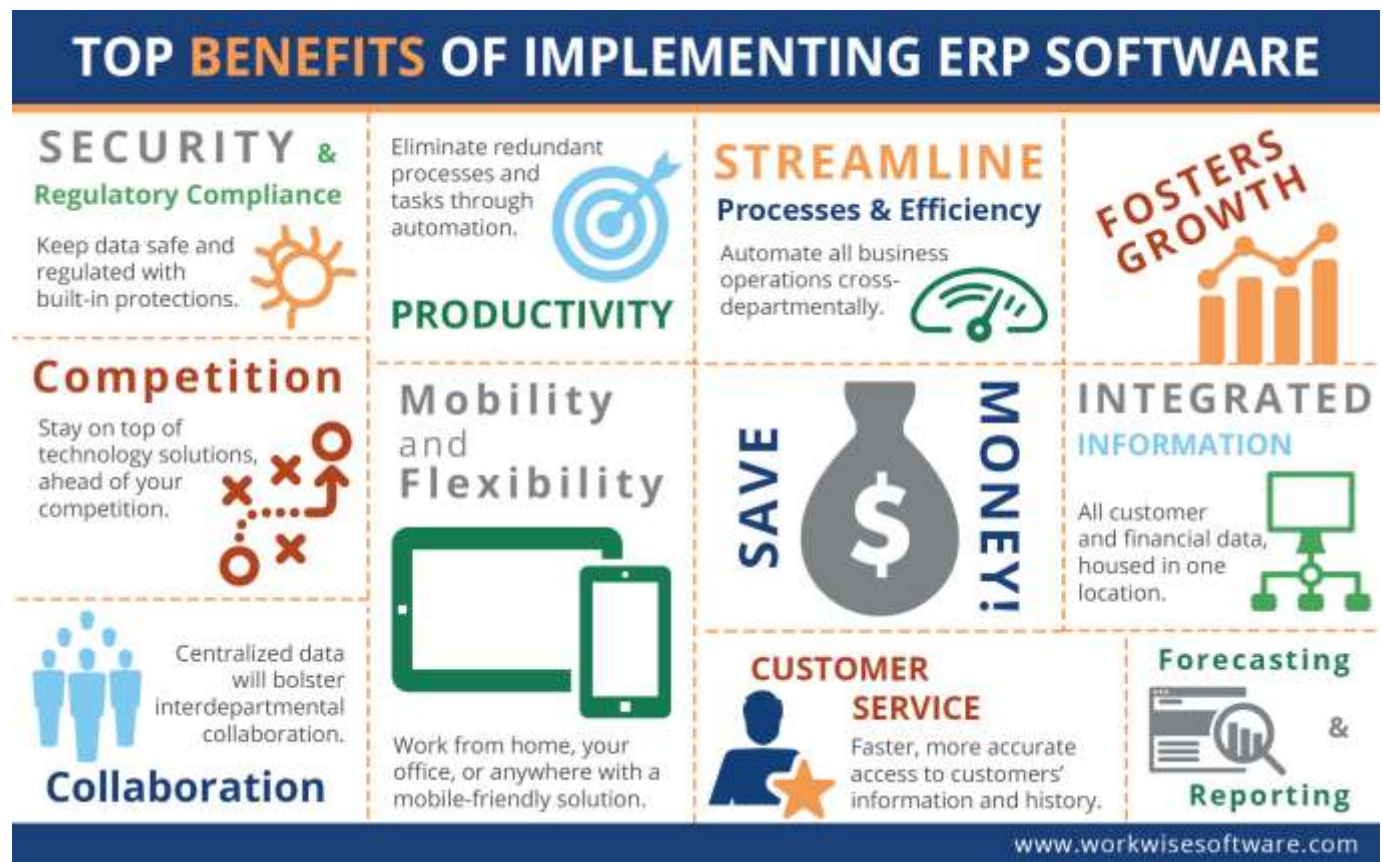 TOP BENEFITS OF IMPLEMENTING ERP SOFTWARE
SECURITY &
Regulatory Compliance
Keep data safe and
regulated with
built-in protections.
Eliminate redundant
processes and
tasks through
automation.
PRODUCTIVITY
STREAMLINE
Processes & Efficiency
Automate all business
operations cross-
departmentally.
FOSTERS
GROWTH
Competition
Stay on top of
technology solutions,
ahead of your
competition.
Mobility
and
Flexibility
Work from home, your
office, or anywhere with a
mobile-friendly solution.
SAVE
$
MONEY!
INTEGRATED
INFORMATION
All customer
and financial data,
housed in one
location.
Centralized data
will bolster
interdepartmental
collaboration.
Collaboration
CUSTOMER
SERVICE
Faster, more accurate
access to customers'
information and history.
Forecasting
&
Reporting
www.workwisesoftware.com